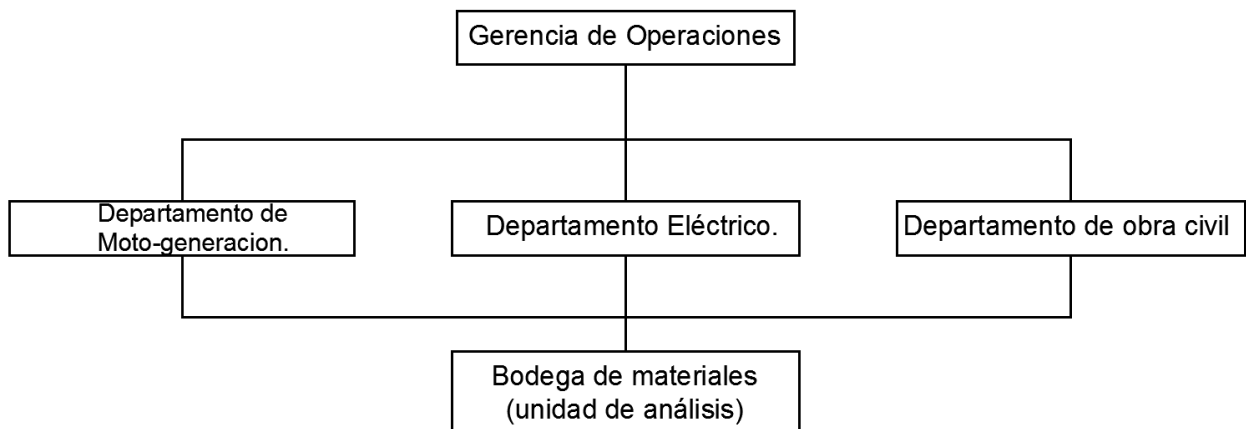 Gerencia de Operaciones
Departamento de
Moto-generacion.
Departamento Eléctrico.
Departamento de obra civil
Bodega de materiales
(unidad de análisis)